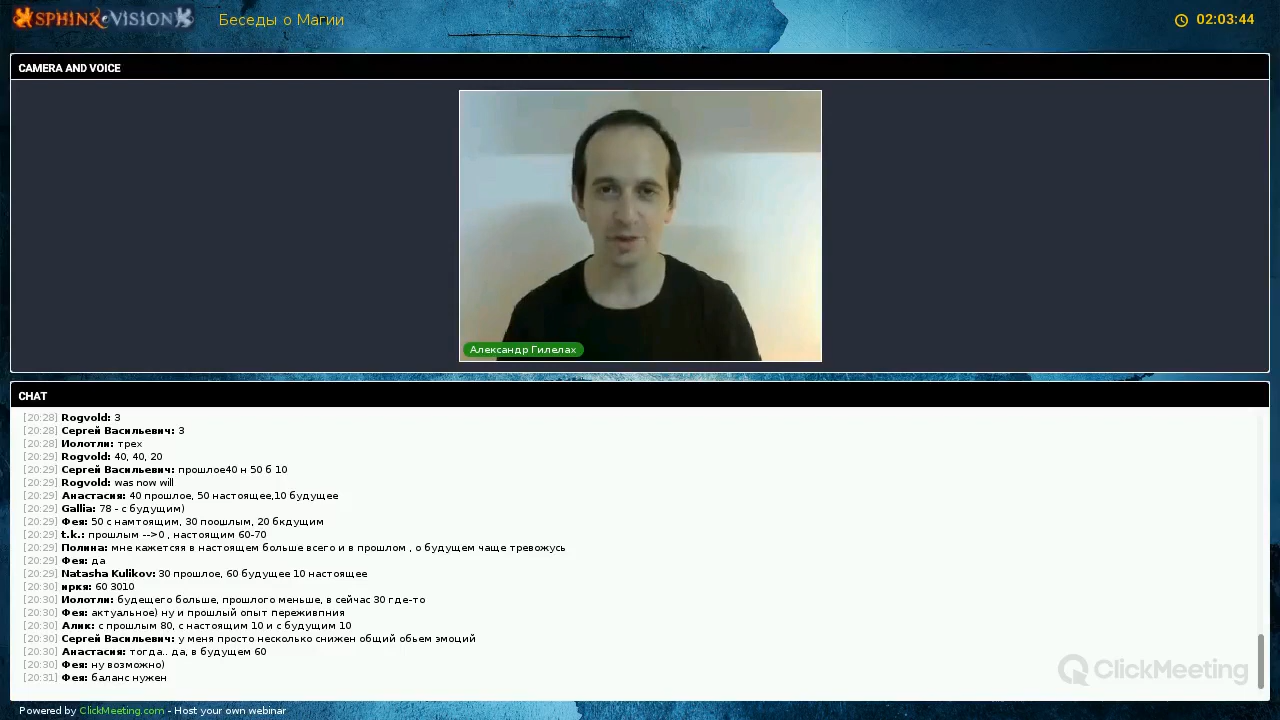 SPHINX VISION Беседы о Магии 02:03:44
CAMERA AND VOICE
Александр Гилелах
CHAT
[20:28] Rogvold: 3
[20:28] Сергей Васильевич: 3
[20:28] Иолотли: трех
[20:29] Rogvold: 40, 40, 20
[20:29] Сергей Васильевич: прошлое40 н 50 б 10
[20:29] Rogvold: was now will
[20:29] Анастасия: 40 прошлое, 50 настоящее,10 будущее
[20:29] Gallia: 78 - с будущим)
[20:29] Фея: 50 с намтоящим, 30 поошлым, 20 бкдущим
[20:29] t.k.: прошлым -->0 , настоящим 60-70
[20:29] Полина: мне кажетсяя в настоящем больше всего и в прошлом , о будущем чаще тревожусь
[20:29] Фея: да
[20:29] Natasha Kulikov: 30 прошлое, 60 будущее 10 настоящее
[20:30] иркя: 60 3010
[20:30] Иолотли: будещего больше, прошлого меньше, в сейчас 30 где-то
[20:30] Фея: актуальное) ну и прошлый опыт переживпния
[20:30] Алик: с прошлым 80, с настоящим 10 и с будущим 10
[20:30] Сергей Васильевич: у меня просто несколько снижен общий обьем эмоций
[20:30] Анастасия: тогда.. да, в будущем 60
[20:30] Фея: ну возможно)
[20:31] Фея: баланс нужен
ClickMeeting
Powered by ClickMeeting.com - Host your own webinar